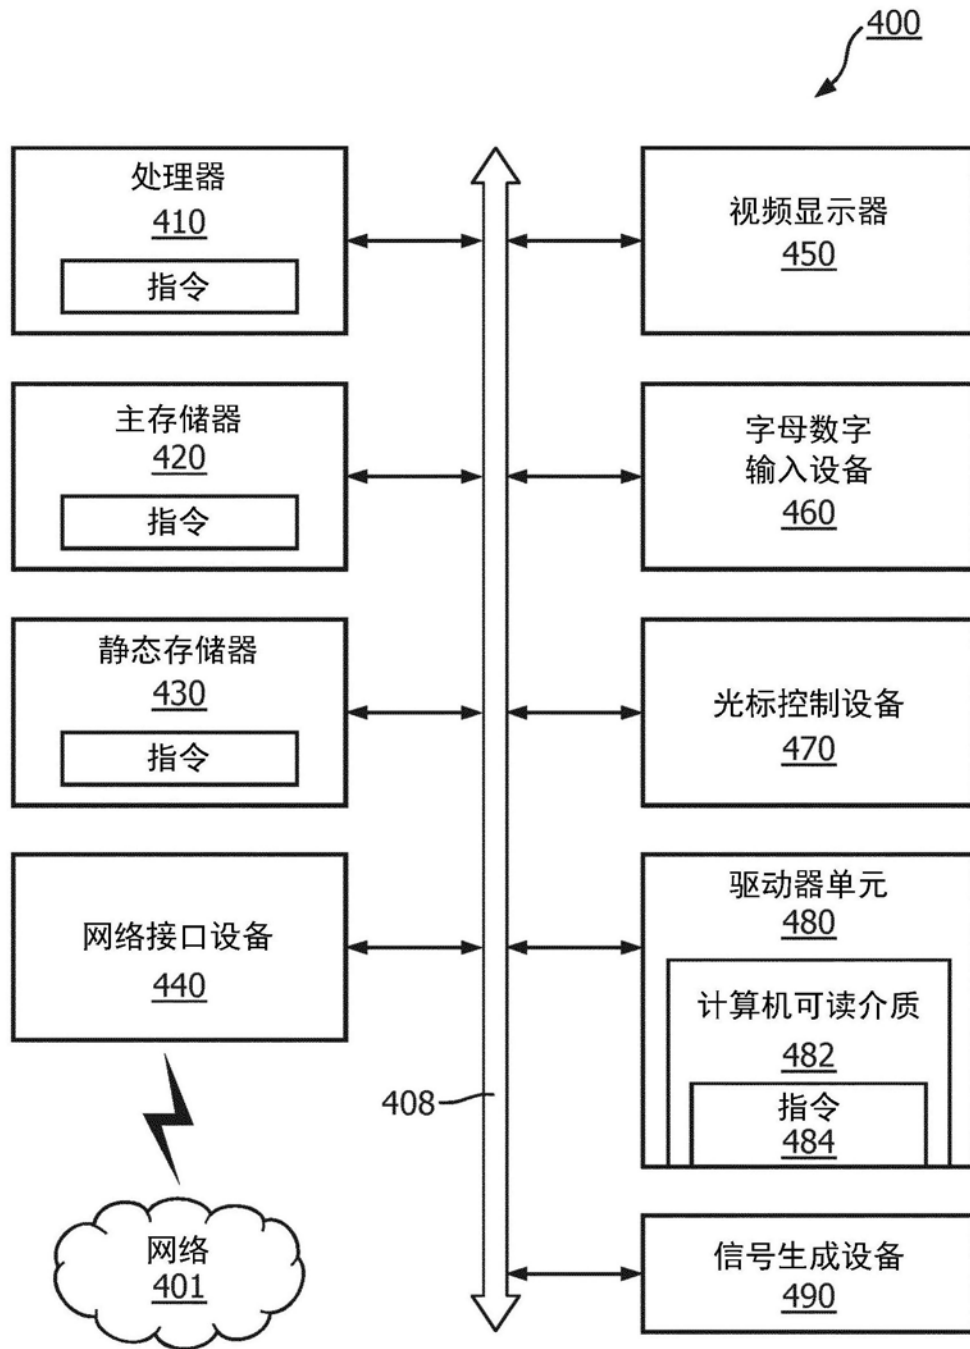 400
处理器
410
指令
主存储器
420
指令
静态存储器
430
指令
网络接口设备
440
网络
401
408
视频显示器
450
字母数字
输入设备
460
光标控制设备
470
驱动器单元
480
计算机可读介质
482
指令
484
信号生成设备
490